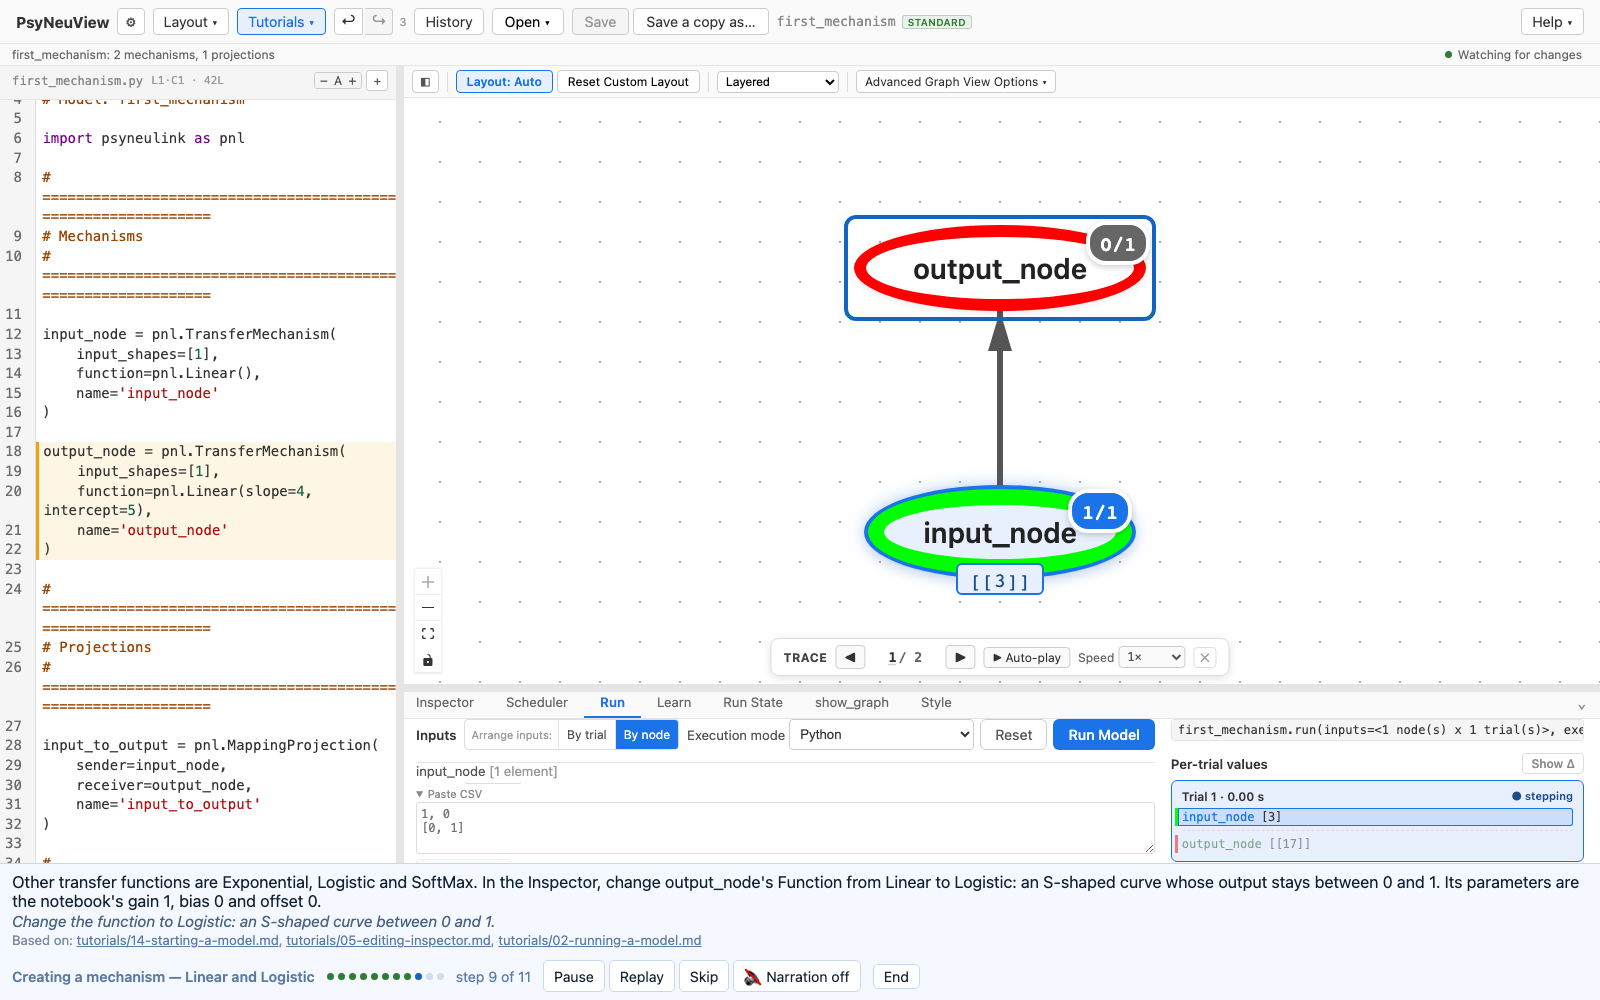 PsyNeuView
Layout ▾
Tutorials ▾
3
History
Open ▾
Save
Save a copy as...
first_mechanism
STANDARD
Help ▾
first_mechanism: 2 mechanisms, 1 projections
Watching for changes
first_mechanism.py L1·C1 · 42L
− A +
+
Layout: Auto
Reset Custom Layout
Layered
Advanced Graph View Options ▾
4 # Model: first_mechanism
5
6 import psyneulink as pnl
7
8 #
==========================================
====================
9 # Mechanisms
10 #
==========================================
====================
11
12 input_node = pnl.TransferMechanism(
13 input_shapes=[1],
14 function=pnl.Linear(),
15 name='input_node'
16 )
17
18 output_node = pnl.TransferMechanism(
19 input_shapes=[1],
20 function=pnl.Linear(slope=4,
intercept=5),
21 name='output_node'
22 )
23
24 #
==========================================
====================
25 # Projections
26 #
==========================================
====================
27
28 input_to_output = pnl.MappingProjection(
29 sender=input_node,
30 receiver=output_node,
31 name='input_to_output'
32 )
33
34 #
output_node
0/1
input_node
1/1
[[3]]
TRACE
◀
1 / 2
▶
▶ Auto-play
Speed
1×
×
Inspector
Scheduler
Run
Learn
Run State
show_graph
Style
Inputs
Arrange inputs:
By trial
By node
Execution mode
Python
Reset
Run Model
input_node [1 element]
▼ Paste CSV
1, 0
[0, 1]
first_mechanism.run(inputs=<1 node(s) x 1 trial(s)>, exe
Per-trial values
Show Δ
Trial 1 · 0.00 s
stepping
input_node [3]
output_node [[17]]
Other transfer functions are Exponential, Logistic and SoftMax. In the Inspector, change output_node's Function from Linear to Logistic: an S-shaped curve whose output stays between 0 and 1. Its parameters are
the notebook's gain 1, bias 0 and offset 0.
Change the function to Logistic: an S-shaped curve between 0 and 1.
Based on: tutorials/14-starting-a-model.md, tutorials/05-editing-inspector.md, tutorials/02-running-a-model.md
Creating a mechanism — Linear and Logistic
step 9 of 11
Pause
Replay
Skip
Narration off
End